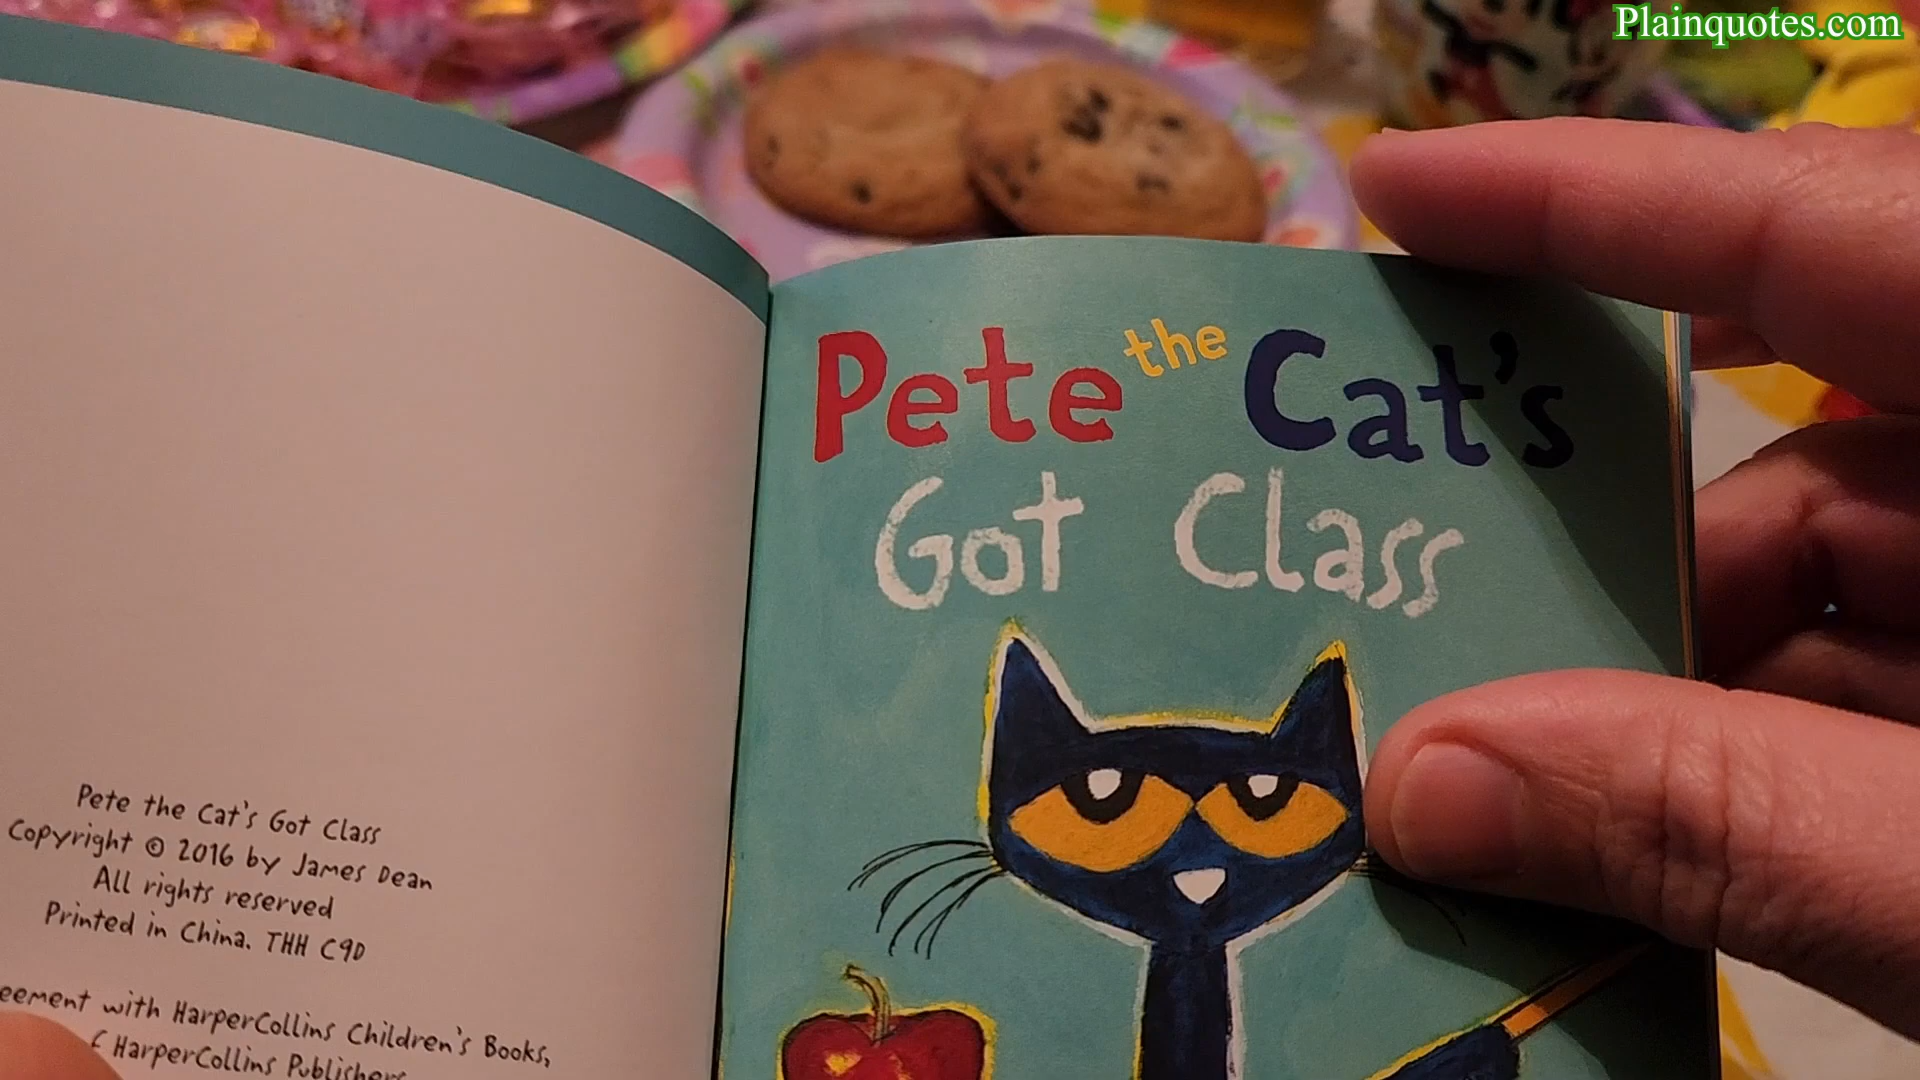 Plainquotes.com
Pete the Cat's Got Class
Copyright © 2016 by James Dean
All rights reserved
Printed in China. THH C9D
with HarperCollins Children's Books,
HarperCollins Publishers
Pete the Cat's
Got Class